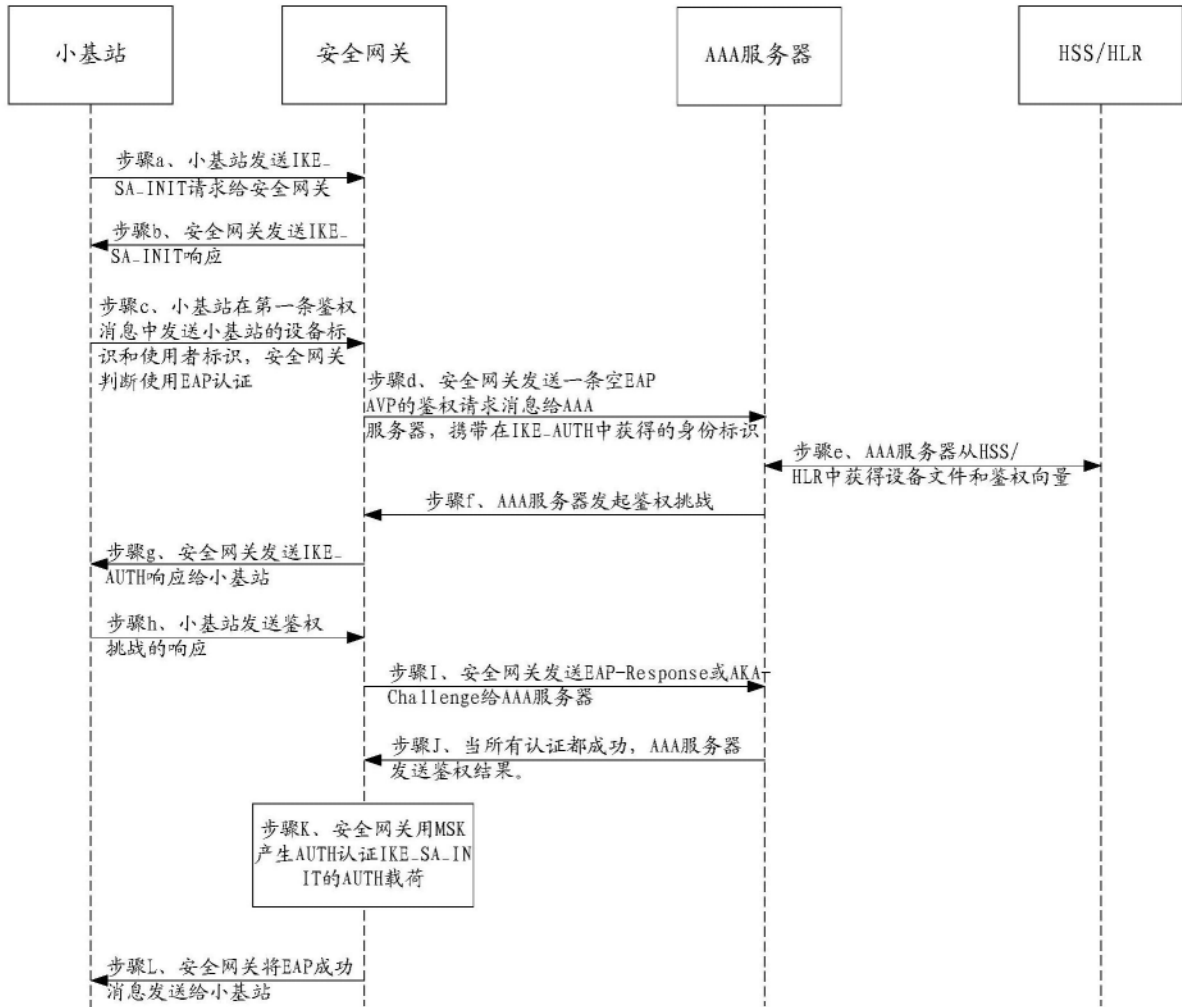 小基站
安全网关
AAA服务器
HSS/HLR
步骤a、小基站发送IKE_
SA_INIT请求给安全网关
步骤b、安全网关发送IKE_
SA_INIT响应
步骤c、小基站在第一条鉴权
消息中发送小基站的设备标
识和使用者标识，安全网关
判断使用EAP认证
步骤d、安全网关发送一条空EAP
AVP的鉴权请求消息给AAA
服务器，携带在IKE_AUTH中获得的身份标识
步骤e、AAA服务器从HSS/
HLR中获得设备文件和鉴权向量
步骤f、AAA服务器发起鉴权挑战
步骤g、安全网关发送IKE_
AUTH响应给小基站
步骤h、小基站发送鉴权
挑战的响应
步骤I、安全网关发送EAP-Response或AKA-
Challenge给AAA服务器
步骤J、当所有认证都成功，AAA服务器
发送鉴权结果。
步骤K、安全网关用MSK
产生AUTH认证IKE_SA_IN
IT的AUTH载荷
步骤L、安全网关将EAP成功
消息发送给小基站